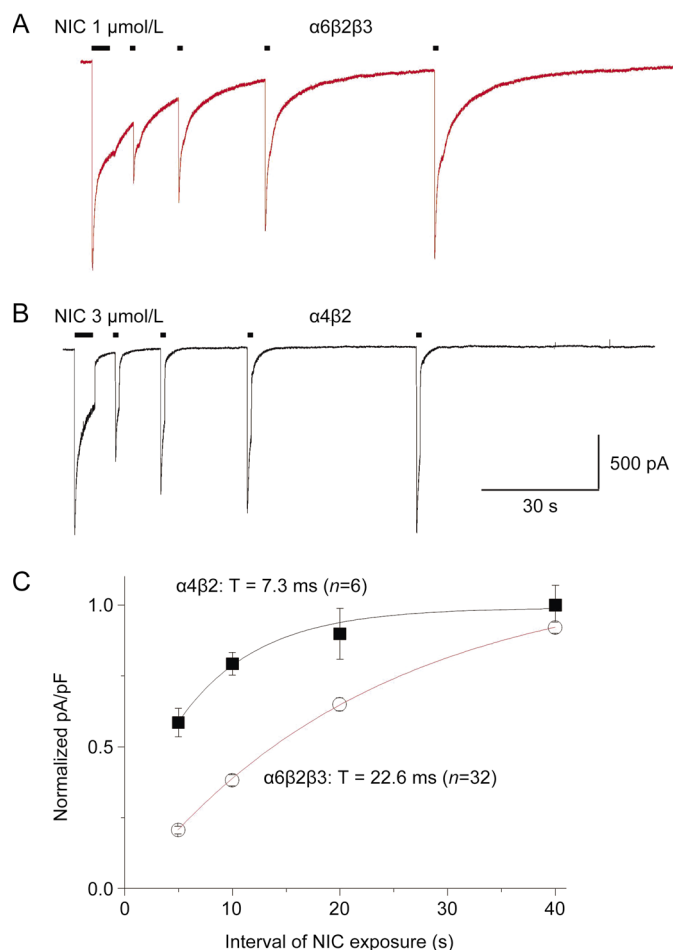 A
NIC 1 μmol/L α6β2β3
B
NIC 3 μmol/L α4β2
500 pA
30 s
C
α4β2: T = 7.3 ms (n=6)
1.0
Normalized pA/pF
0.5
α6β2β3: T = 22.6 ms (n=32)
0.0
0 10 20 30 40
Interval of NIC exposure (s)